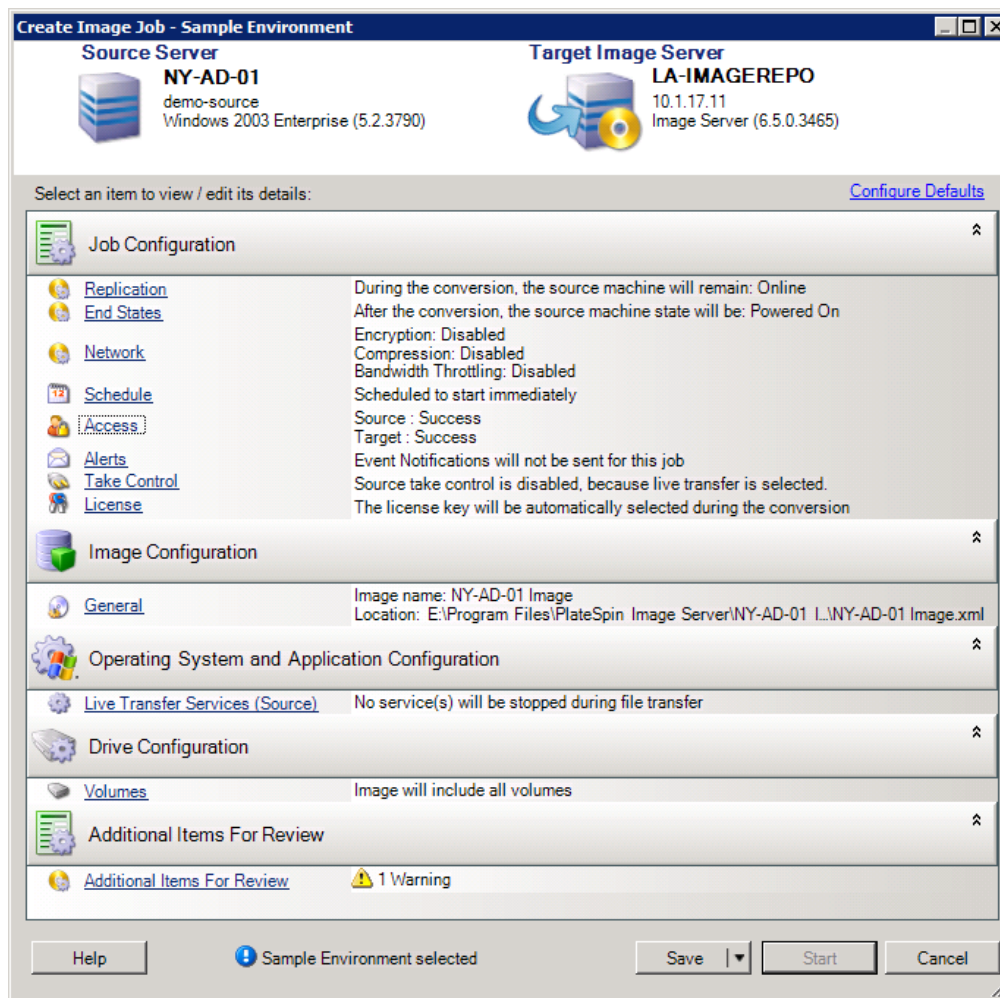 Create Image Job - Sample Environment
Source Server
NY-AD-01
demo-source
Windows 2003 Enterprise (5.2.3790)
Target Image Server
LA-IMAGEREPO
10.1.17.11
Image Server (6.5.0.3465)
Select an item to view / edit its details:
Configure Defaults
Job Configuration
Replication During the conversion, the source machine will remain: Online
End States After the conversion, the source machine state will be: Powered On
Network Encryption: Disabled
Compression: Disabled
Bandwidth Throttling: Disabled
12
Schedule Scheduled to start immediately
Access Source : Success
Target : Success
Alerts Event Notifications will not be sent for this job
Take Control Source take control is disabled, because live transfer is selected.
License The license key will be automatically selected during the conversion
Image Configuration
General Image name: NY-AD-01 Image
Location: E:\Program Files\PlateSpin Image Server\NY-AD-01 I...\NY-AD-01 Image.xml
Operating System and Application Configuration
Live Transfer Services (Source) No service(s) will be stopped during file transfer
Drive Configuration
Volumes Image will include all volumes
Additional Items For Review
Additional Items For Review 1 Warning
Help Sample Environment selected Save Start Cancel